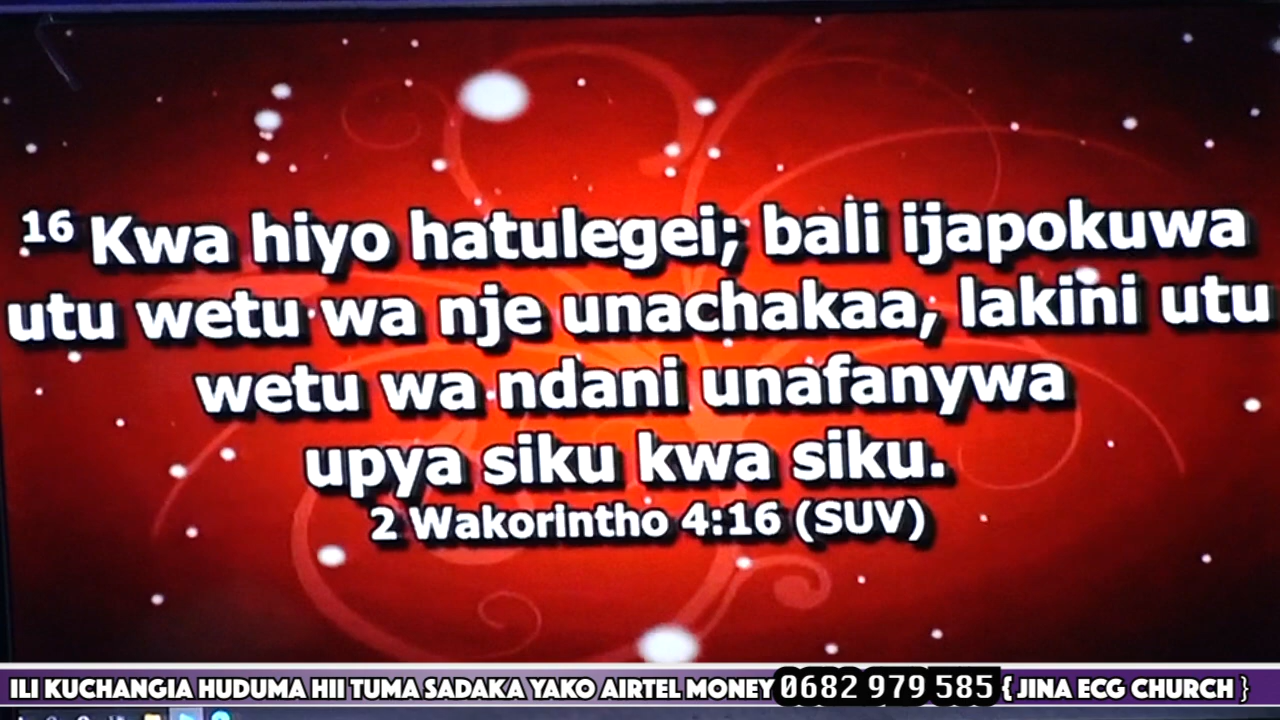 16 Kwa hiyo hatulegei; bali ijapokuwa
utu wetu wa nje unachakaa, lakini utu
wetu wa ndani unafanywa
upya siku kwa siku.
2 Wakorintho 4:16 (SUV)
ILI KUCHANGIA HUDUMA HII TUMA SADAKA YAKO AIRTEL MONEY 0682 979 585 { JINA ECG CHURCH }